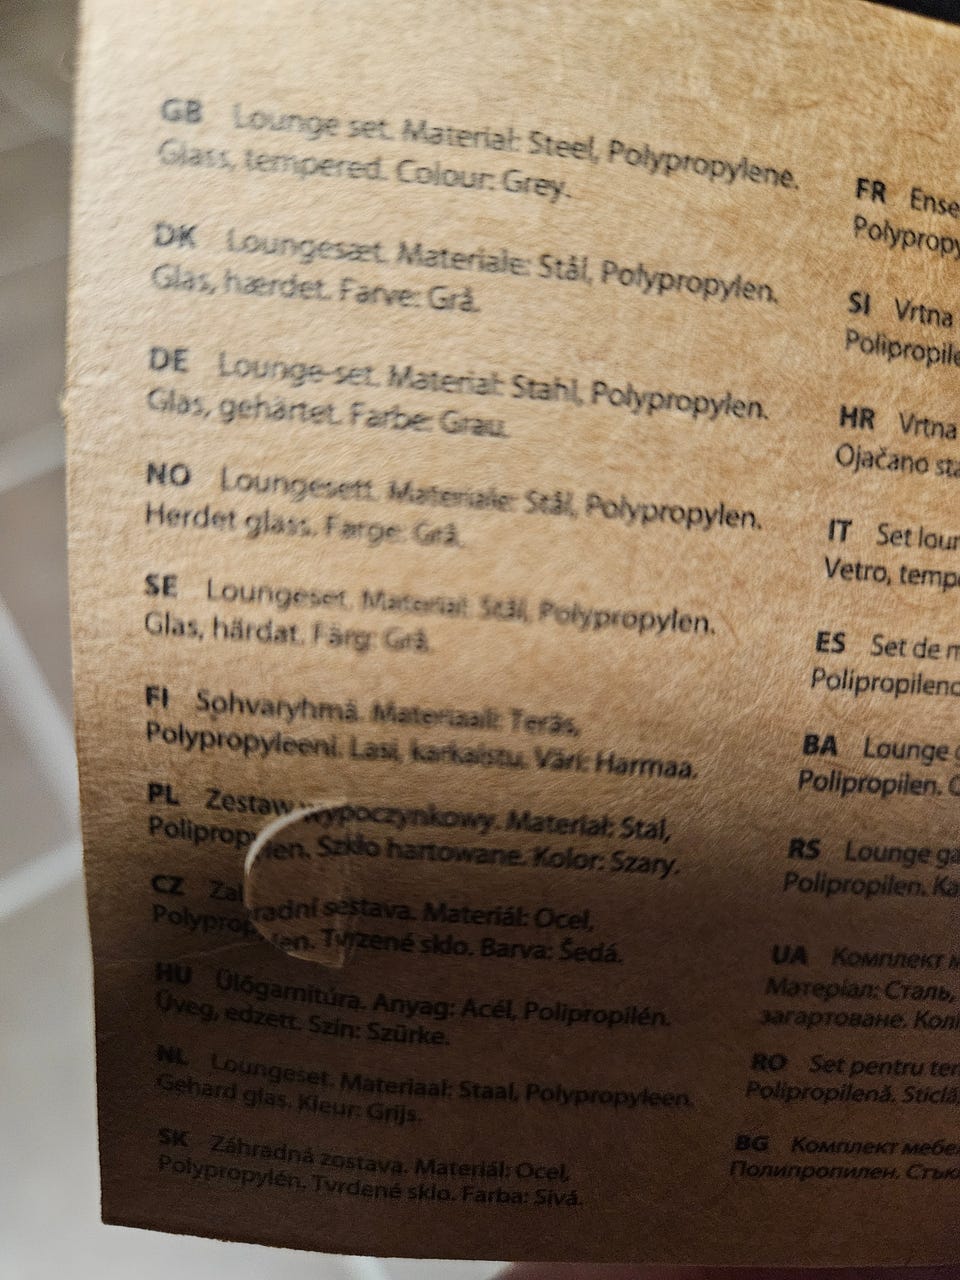 GB Lounge set. Material: Steel, Polypropylene.
Glass, tempered. Colour: Grey.
DK Loungesæt. Materiale: Stål, Polypropylen.
Glas, hærdet. Farve: Grå.
DE Lounge-set. Material: Stahl, Polypropylen.
Glas, gehärtet. Farbe: Grau.
NO Loungesett. Materiale: Stål, Polypropylen.
Herdet glass. Farge: Grå.
SE Loungeset. Material: Stål, Polypropylen.
Glas, härdat. Färg: Grå.
FI Sohvaryhmä. Materiaali: Teräs,
Polypropyleeni. Lasi, karkaistu. Väri: Harmaa.
PL Zestaw wypoczynkowy. Materiał: Stal,
Polipropylen. Szkło hartowane. Kolor: Szary.
CZ Zahradní sestava. Materiál: Ocel,
Polypropylen. Tvrzené sklo. Barva: Šedá.
HU Ülőgarnitúra. Anyag: Acél, Polipropilén.
Üveg, edzett. Szín: Szürke.
NL Loungeset. Materiaal: Staal, Polypropyleen.
Gehard glas. Kleur: Grijs.
SK Záhradná zostava. Materiál: Ocel,
Polypropylén. Tvrdené sklo. Farba: Sivá.
FR Ense
Polypropy
SI Vrtna
Polipropile
HR Vrtna
Ojačano sta
IT Set loun
Vetro, temp
ES Set de m
Polipropileno
BA Lounge g
Polipropilen.
RS Lounge ga
Polipropilen. Ka
UA Комплект м
Матеріал: Сталь,
загартоване. Колі
RO Set pentru ter
Polipropilenă. Sticlă
BG Комплект мебе
Полипропилен. Стък